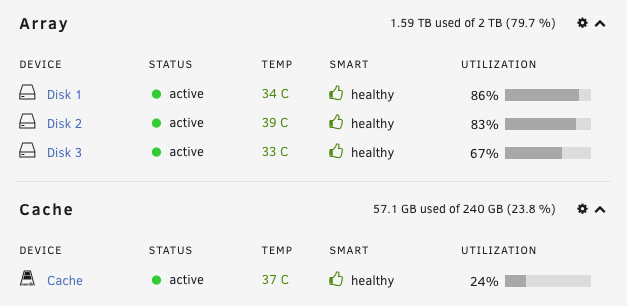 Array 1.59 TB used of 2 TB (79.7 %)
DEVICE STATUS TEMP SMART UTILIZATION
Disk 1 active 34 C healthy 86%
Disk 2 active 39 C healthy 83%
Disk 3 active 33 C healthy 67%
Cache 57.1 GB used of 240 GB (23.8 %)
DEVICE STATUS TEMP SMART UTILIZATION
Cache active 37 C healthy 24%